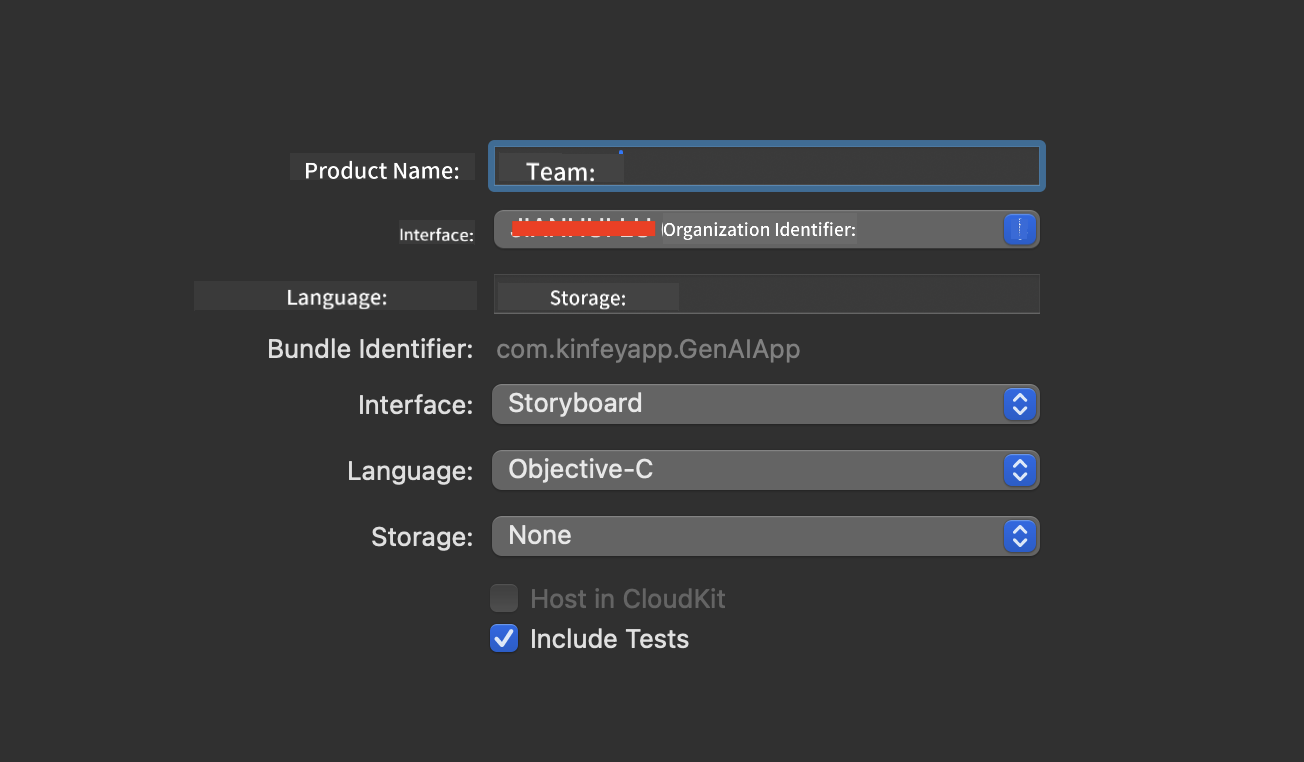 Product Name: Team:
Interface: Organization Identifier:
Language: Storage:
Bundle Identifier: com.kinfeyapp.GenAIApp
Interface: Storyboard
Language: Objective-C
Storage: None
Host in CloudKit
Include Tests